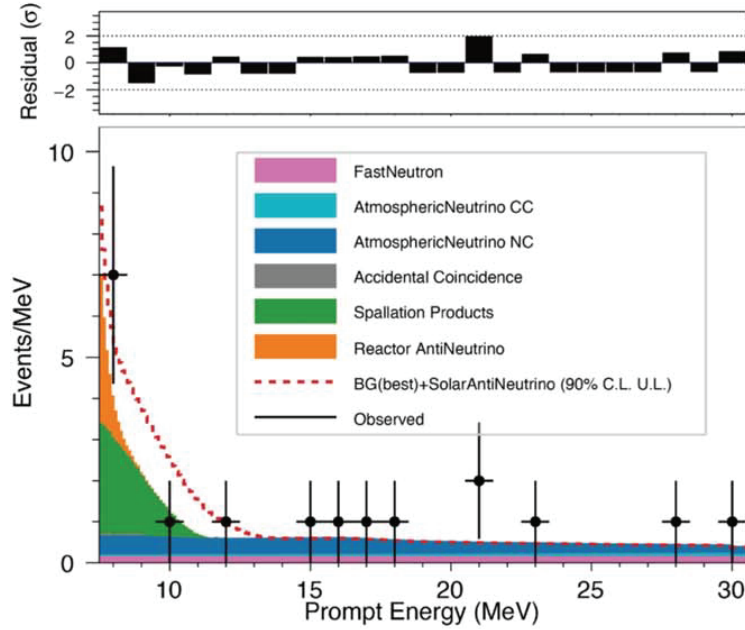 Residual (σ)
2
0
−2
Events/MeV
10
5
0
FastNeutron
AtmosphericNeutrino CC
AtmosphericNeutrino NC
Accidental Coincidence
Spallation Products
Reactor AntiNeutrino
BG(best)+SolarAntiNeutrino (90% C.L. U.L.)
Observed
10 15 20 25 30
Prompt Energy (MeV)